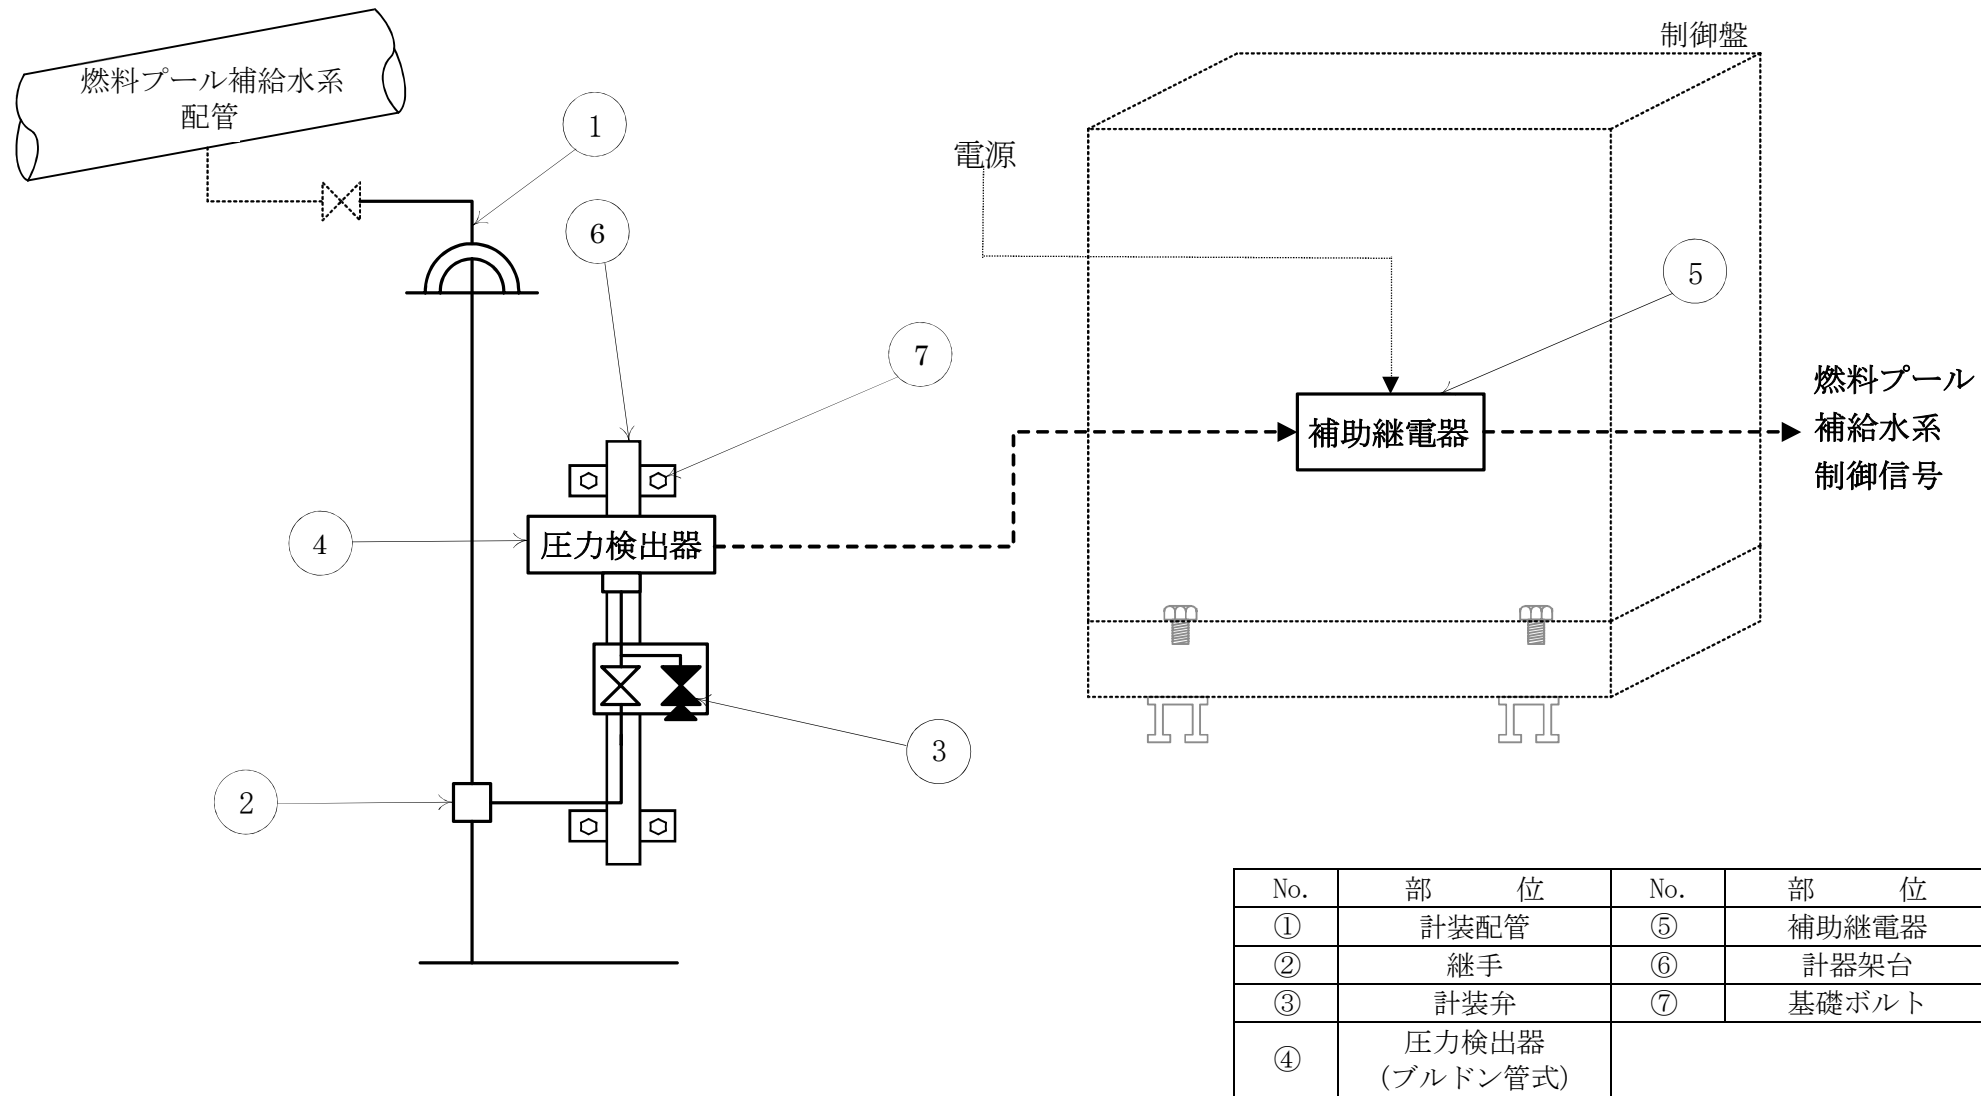 制御盤
燃料プール補給水系
配管
1
電源
6
5
7
燃料プール
補給水系
制御信号
補助継電器
4
圧力検出器
3
2
No. 部 位 No. 部 位
① 計装配管 ⑤ 補助継電器
② 継手 ⑥ 計器架台
③ 計装弁 ⑦ 基礎ボルト
④ 圧力検出器
(ブルドン管式)